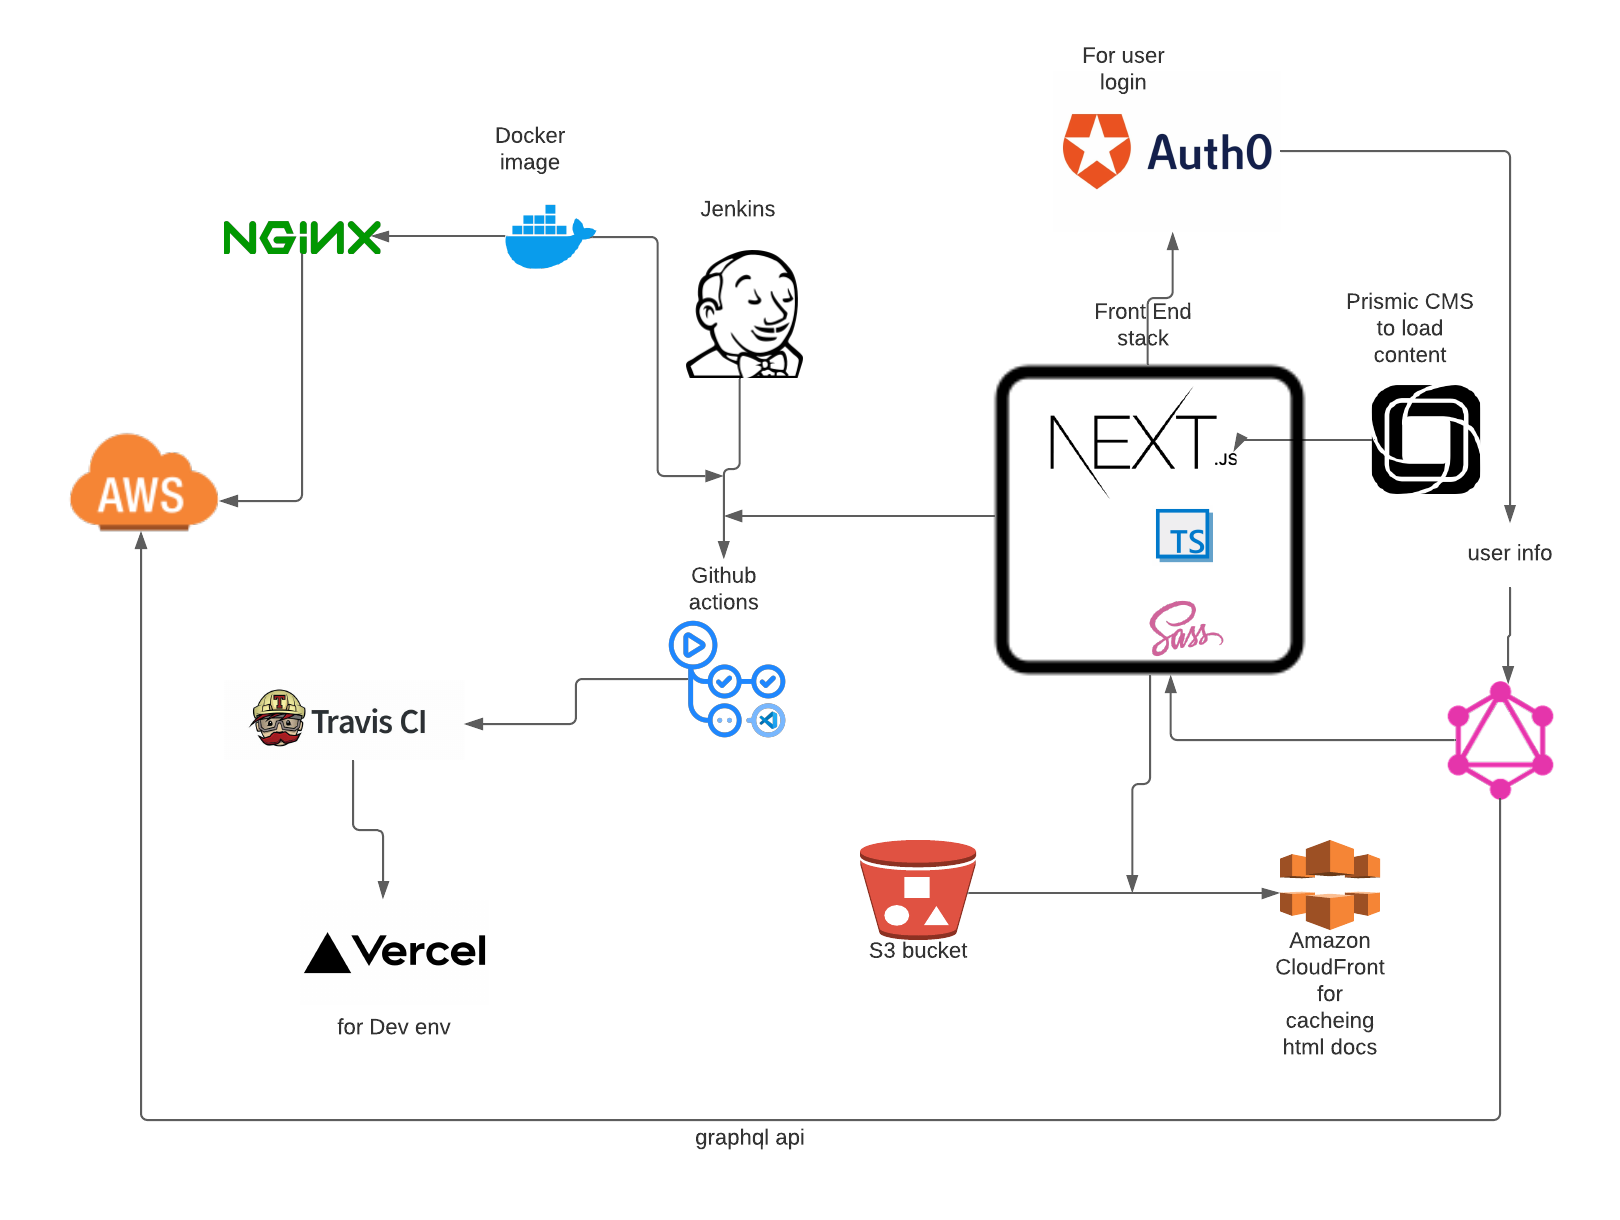 For user
login
Auth0
Docker
image
Jenkins
NGiNX
Front End
stack
Prismic CMS
to load
content
NEXT
.JS
AWS
TS
user info
Github
actions
Sass
T
Travis CI
Vercel
for Dev env
S3 bucket
Amazon
CloudFront
for
cacheing
html docs
graphql api